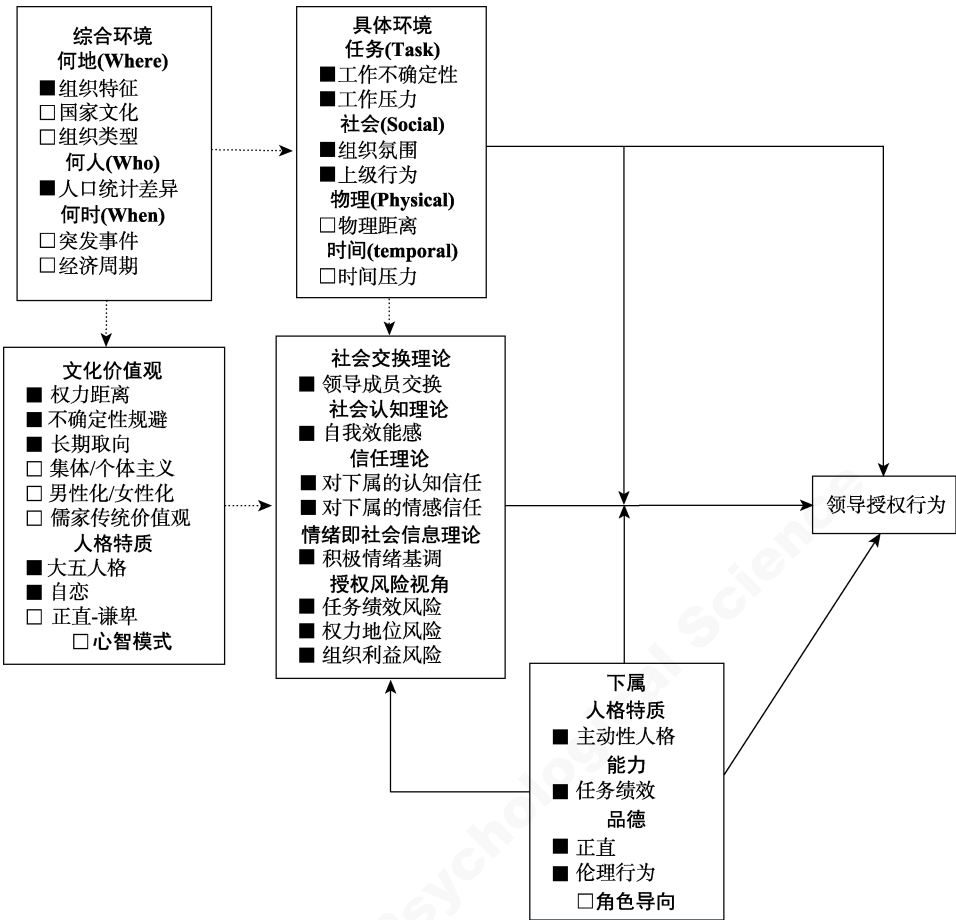 综合环境
何地(Where)
■组织特征
□国家文化
□组织类型
何人(Who)
■人口统计差异
何时(When)
□突发事件
□经济周期
具体环境
任务(Task)
■工作不确定性
■工作压力
社会(Social)
■组织氛围
■上级行为
物理(Physical)
□物理距离
时间(temporal)
□时间压力
文化价值观
■ 权力距离
■ 不确定性规避
■ 长期取向
□ 集体/个体主义
□ 男性化/女性化
□ 儒家传统价值观
人格特质
■ 大五人格
■ 自恋
□ 正直-谦卑
□心智模式
社会交换理论
■ 领导成员交换
社会认知理论
■ 自我效能感
信任理论
■ 对下属的认知信任
■ 对下属的情感信任
情绪即社会信息理论
■ 积极情绪基调
授权风险视角
■ 任务绩效风险
■ 权力地位风险
■ 组织利益风险
领导授权行为
下属
人格特质
■ 主动性人格
能力
■ 任务绩效
品德
■ 正直
■ 伦理行为
□角色导向
Psychological Science